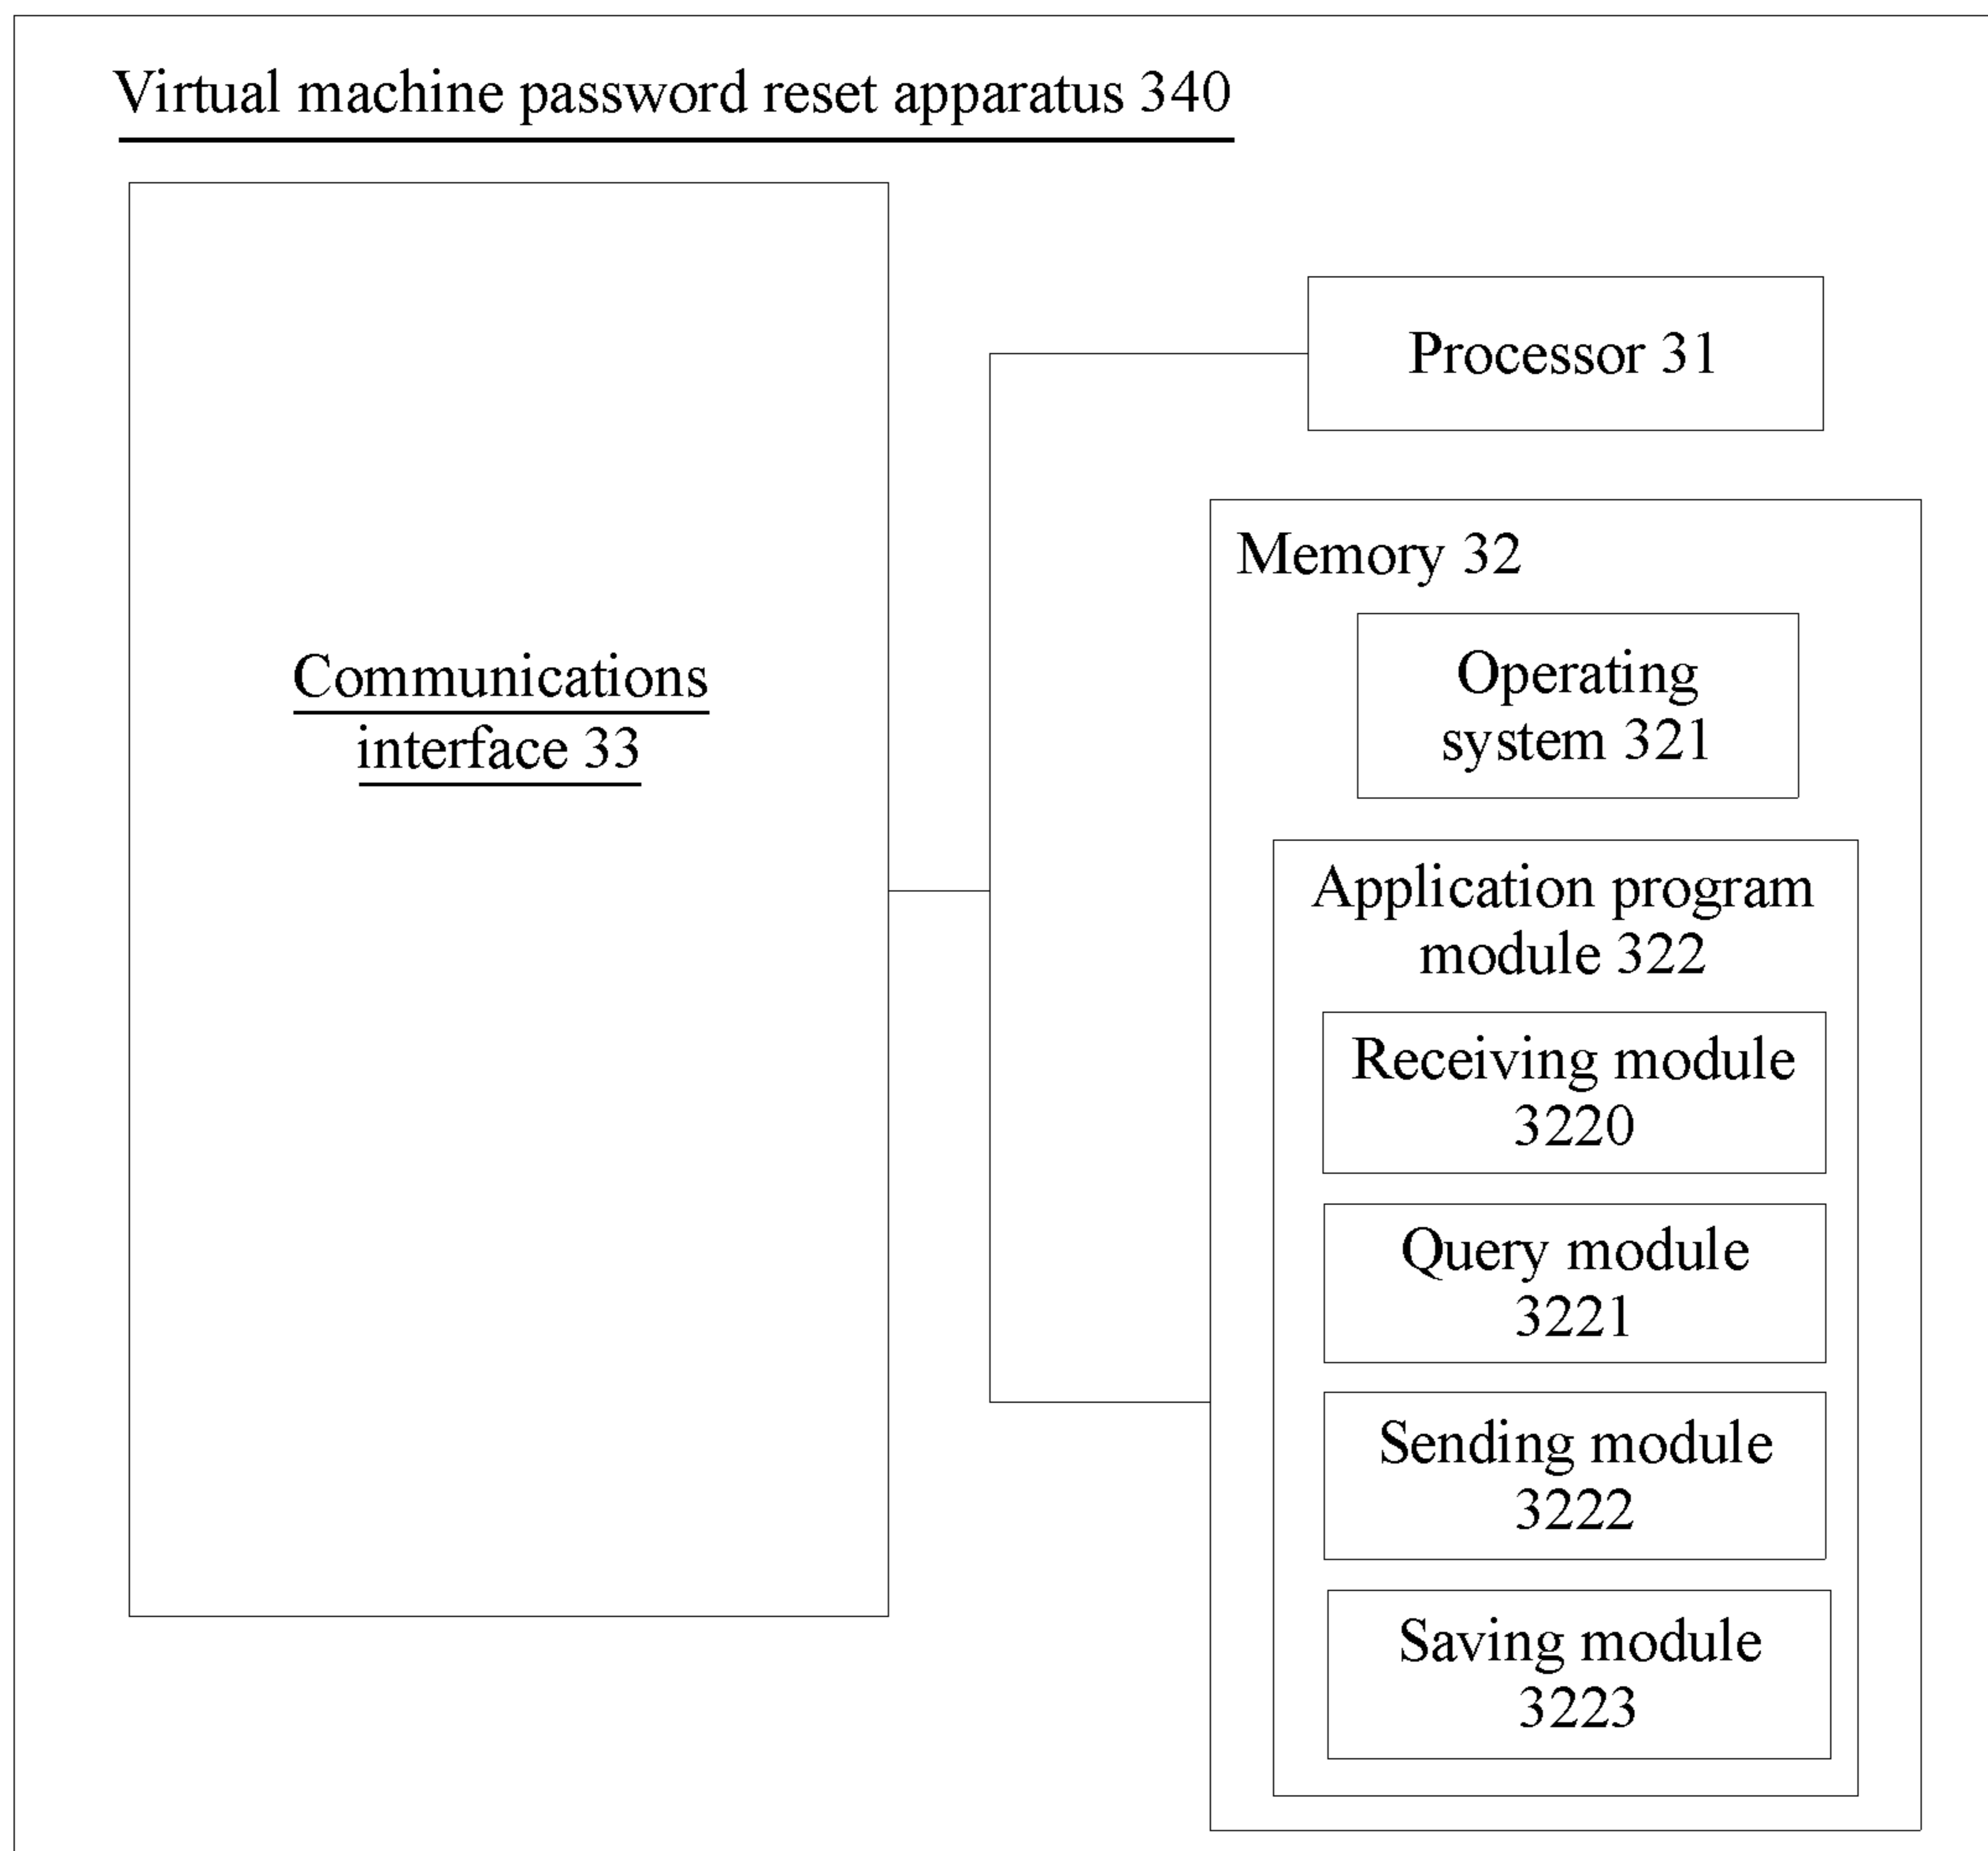 Virtual machine password reset apparatus 340
Communications
interface 33
Processor 31
Memory 32
Operating
system 321
Application program
module 322
Receiving module
3220
Query module
3221
Sending module
3222
Saving module
3223